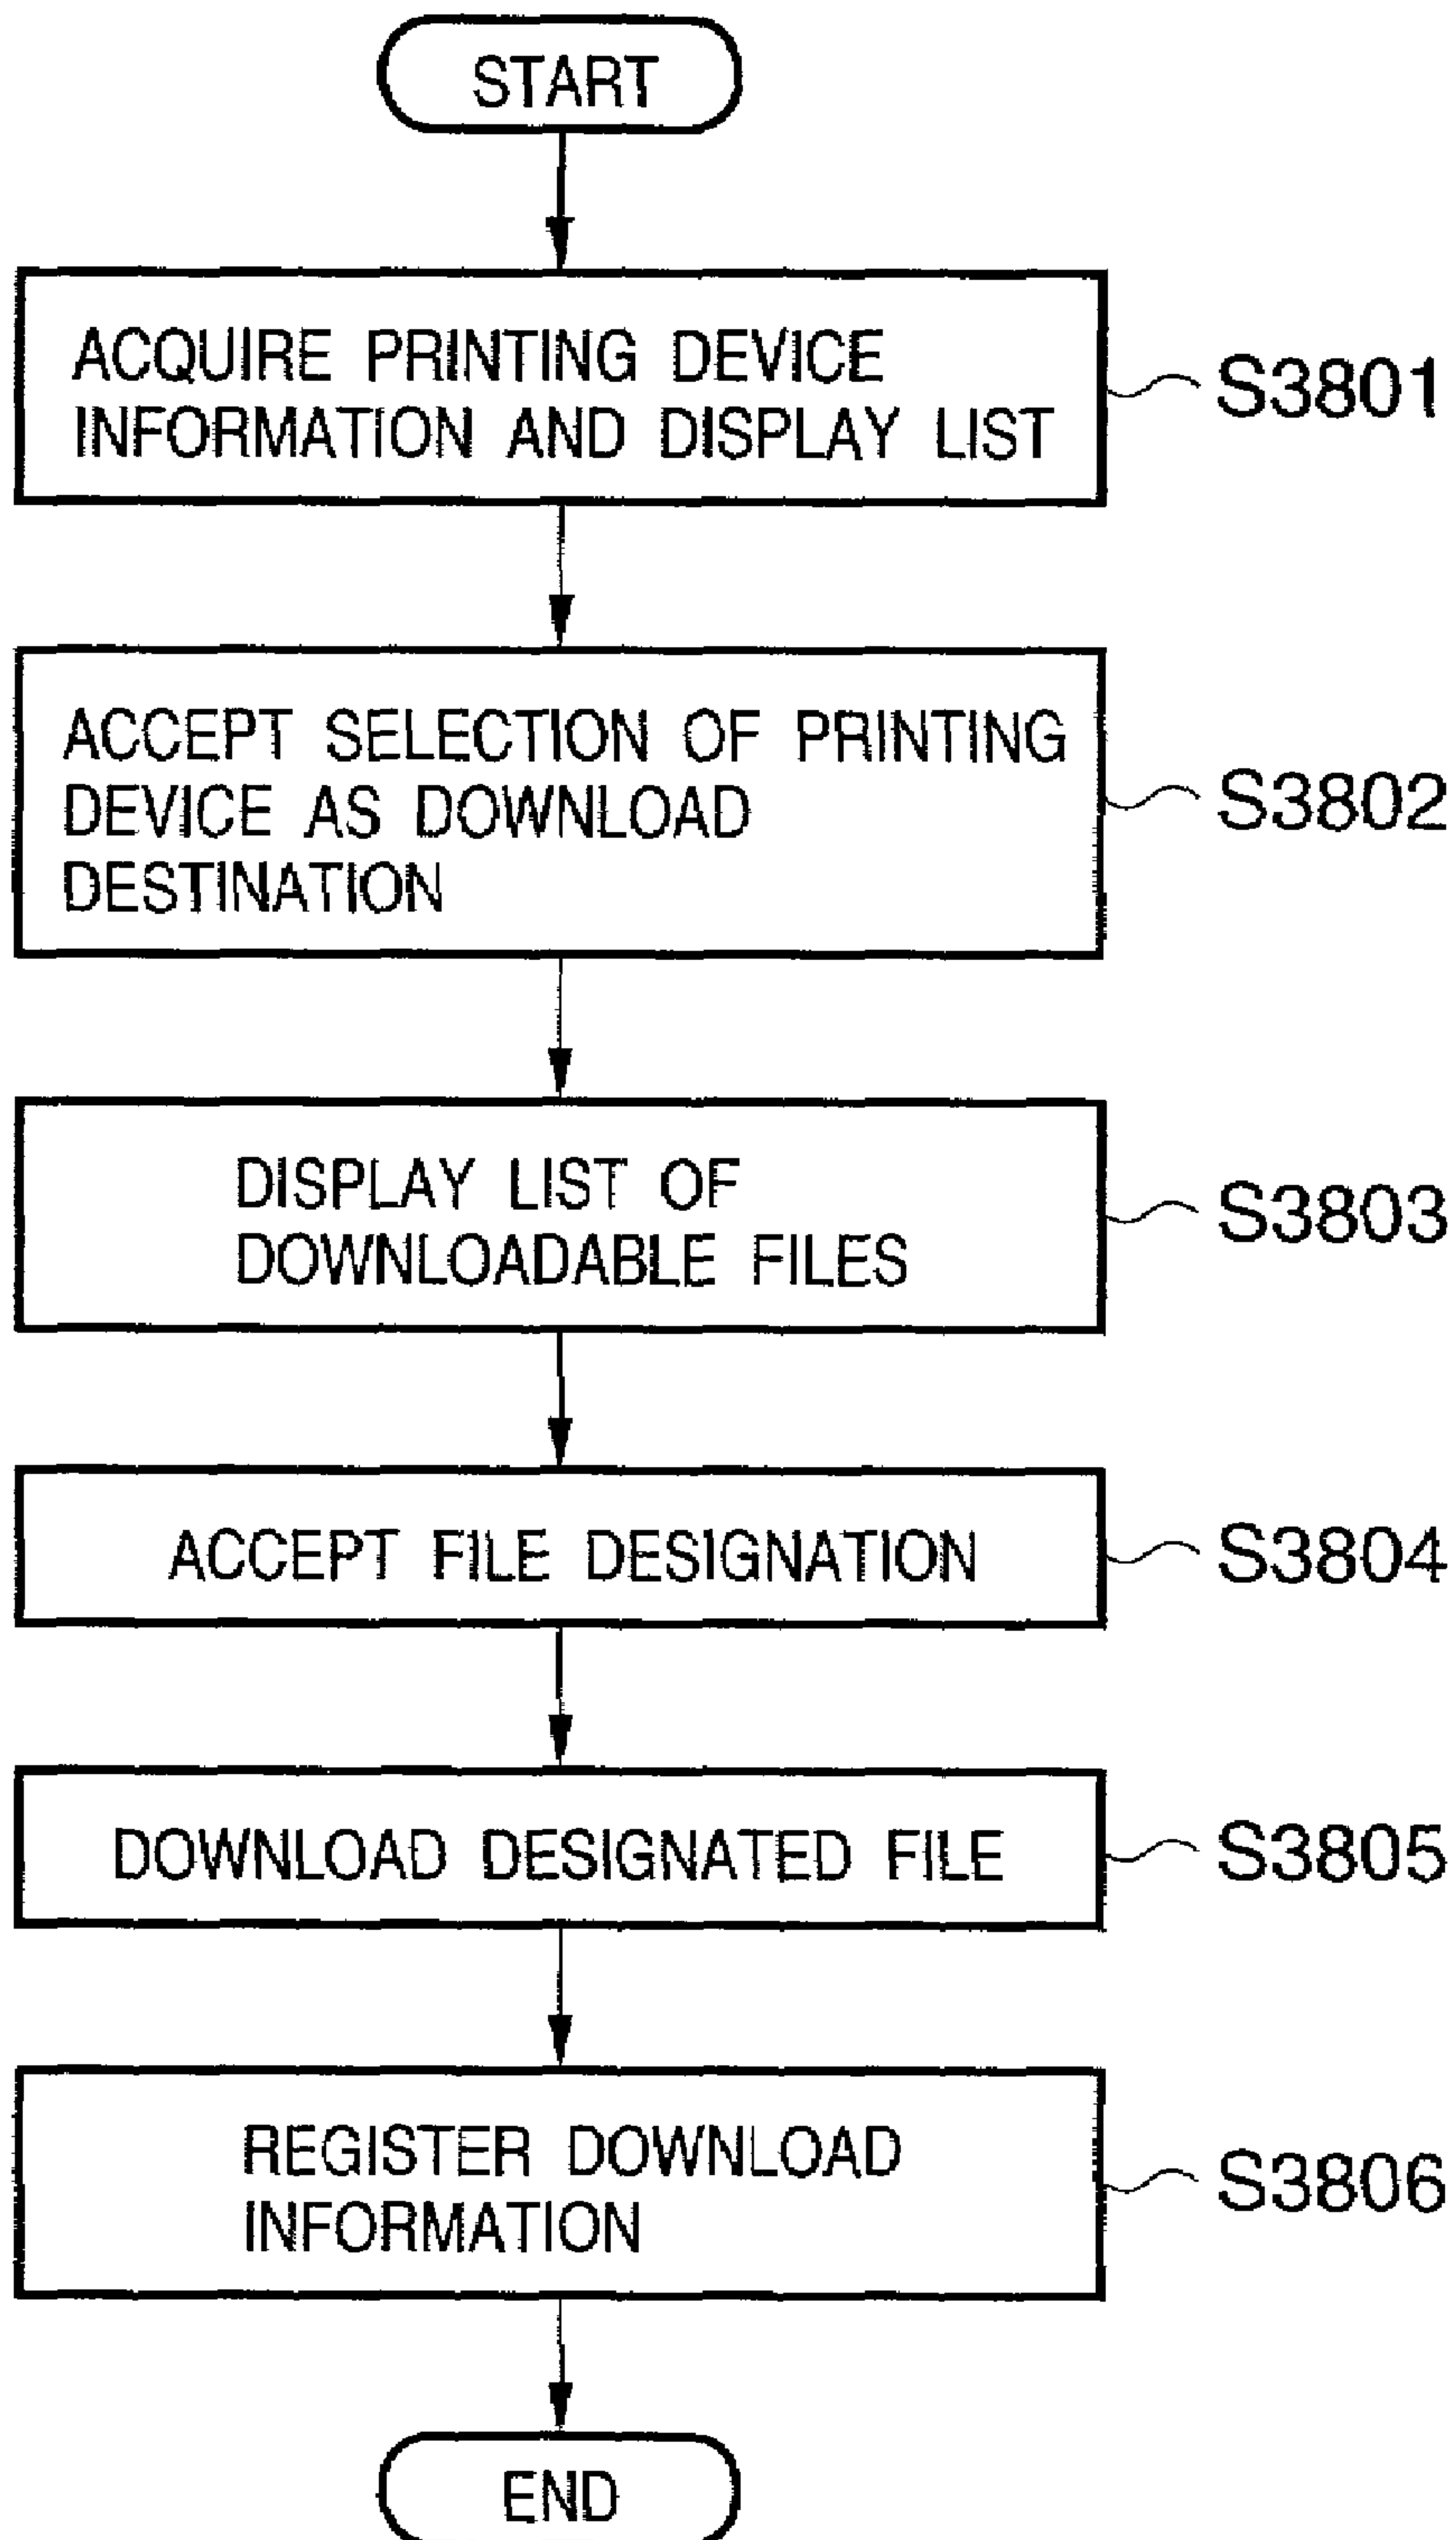 START
ACQUIRE PRINTING DEVICE
INFORMATION AND DISPLAY LIST
S3801
ACCEPT SELECTION OF PRINTING
DEVICE AS DOWNLOAD
DESTINATION
S3802
DISPLAY LIST OF
DOWNLOADABLE FILES
S3803
ACCEPT FILE DESIGNATION
S3804
DOWNLOAD DESIGNATED FILE
S3805
REGISTER DOWNLOAD
INFORMATION
S3806
END